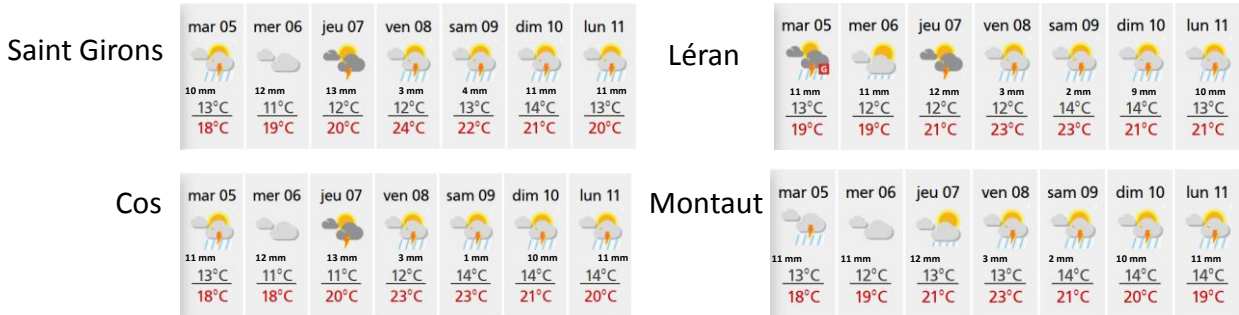 Saint Girons
mar 05 mer 06 jeu 07 ven 08 sam 09 dim 10 lun 11
10 mm 12 mm 13 mm 3 mm 4 mm 11 mm 11 mm
13°C 11°C 12°C 12°C 13°C 14°C 13°C
18°C 19°C 20°C 24°C 22°C 21°C 20°C
Léran
mar 05 mer 06 jeu 07 ven 08 sam 09 dim 10 lun 11
G
11 mm 11 mm 12 mm 3 mm 2 mm 9 mm 10 mm
13°C 12°C 12°C 12°C 14°C 14°C 13°C
19°C 19°C 21°C 23°C 23°C 21°C 21°C
Cos
mar 05 mer 06 jeu 07 ven 08 sam 09 dim 10 lun 11
11 mm 12 mm 13 mm 3 mm 1 mm 10 mm 11 mm
13°C 11°C 11°C 12°C 14°C 14°C 14°C
18°C 18°C 20°C 23°C 23°C 21°C 20°C
Montaut
mar 05 mer 06 jeu 07 ven 08 sam 09 dim 10 lun 11
11 mm 11 mm 12 mm 3 mm 2 mm 10 mm 11 mm
13°C 12°C 13°C 13°C 14°C 14°C 14°C
18°C 19°C 21°C 23°C 21°C 20°C 19°C